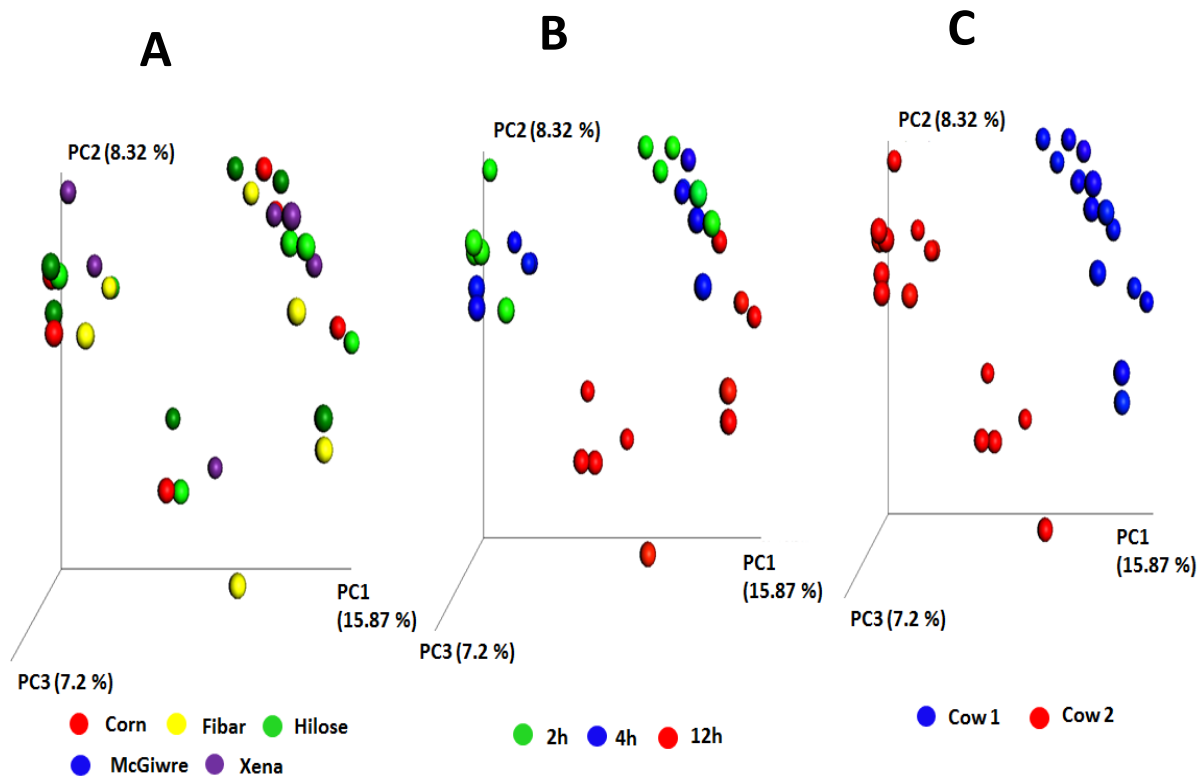 A
B
C
PC2 (8.32 %)
PC2 (8.32 %)
PC2 (8.32 %)
PC1
(15.87 %)
PC1
(15.87 %)
PC1
(15.87 %)
PC3 (7.2 %)
PC3 (7.2 %)
PC3 (7.2 %)
Corn Fibar Hilose
McGiwre Xena
2h 4h 12h
Cow 1 Cow 2